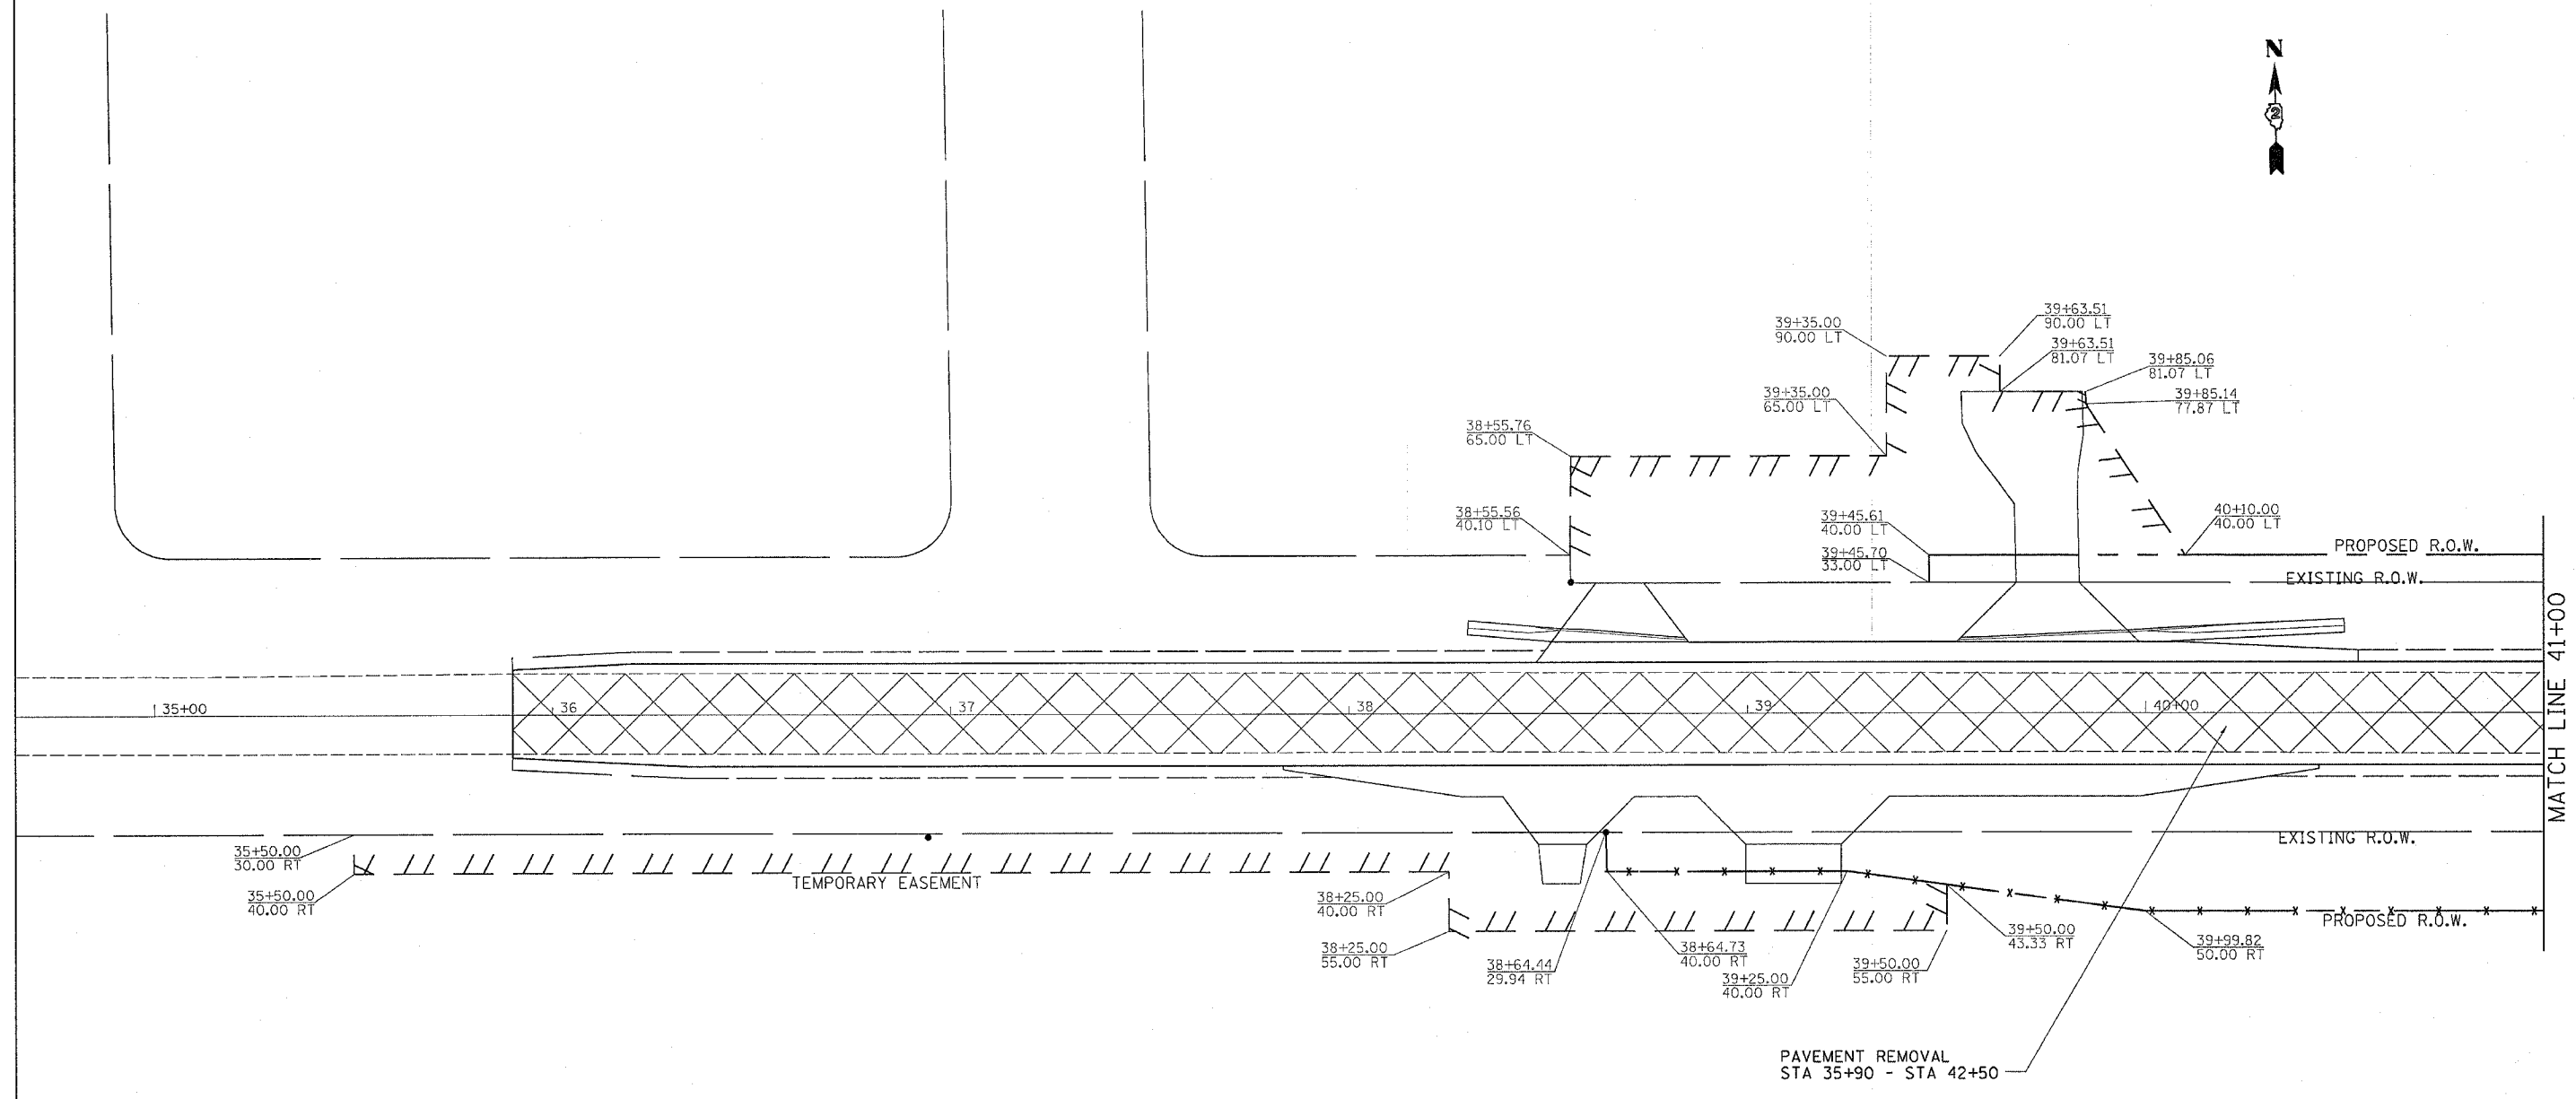 N
2
39+63.51
90.00 LT
39+35.00
90.00 LT
39+63.51
81.07 LT
39+85.06
81.07 LT
39+85.14
77.87 LT
39+35.00
65.00 LT
38+55.76
65.00 LT
38+55.56
40.10 LT
39+45.61
40.00 LT
39+45.70
33.00 LT
40+10.00
40.00 LT
PROPOSED R.O.W.
EXISTING R.O.W.
MATCH LINE 41+00
35+00
36
37
38
39
40+00
EXISTING R.O.W.
35+50.00
30.00 RT
35+50.00
40.00 RT
TEMPORARY EASEMENT
38+25.00
40.00 RT
38+25.00
55.00 RT
38+64.44
29.94 RT
38+64.73
40.00 RT
39+25.00
40.00 RT
39+50.00
55.00 RT
39+50.00
43.33 RT
39+99.82
50.00 RT
PROPOSED R.O.W.
PAVEMENT REMOVAL
STA 35+90 - STA 42+50